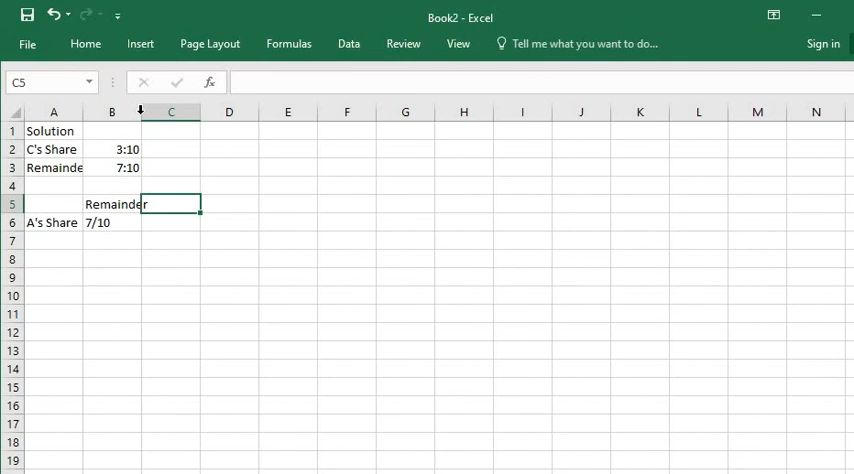 Book2 - Excel
File Home Insert Page Layout Formulas Data Review View Tell me what you want to do... Sign in
C5 fx
A B C D E F G H I J K L M N
1 Solution
2 C's Share 3:10
3 Remainde 7:10
4
5 Remainder
6 A's Share 7/10
7
8
9
10
11
12
13
14
15
16
17
18
19